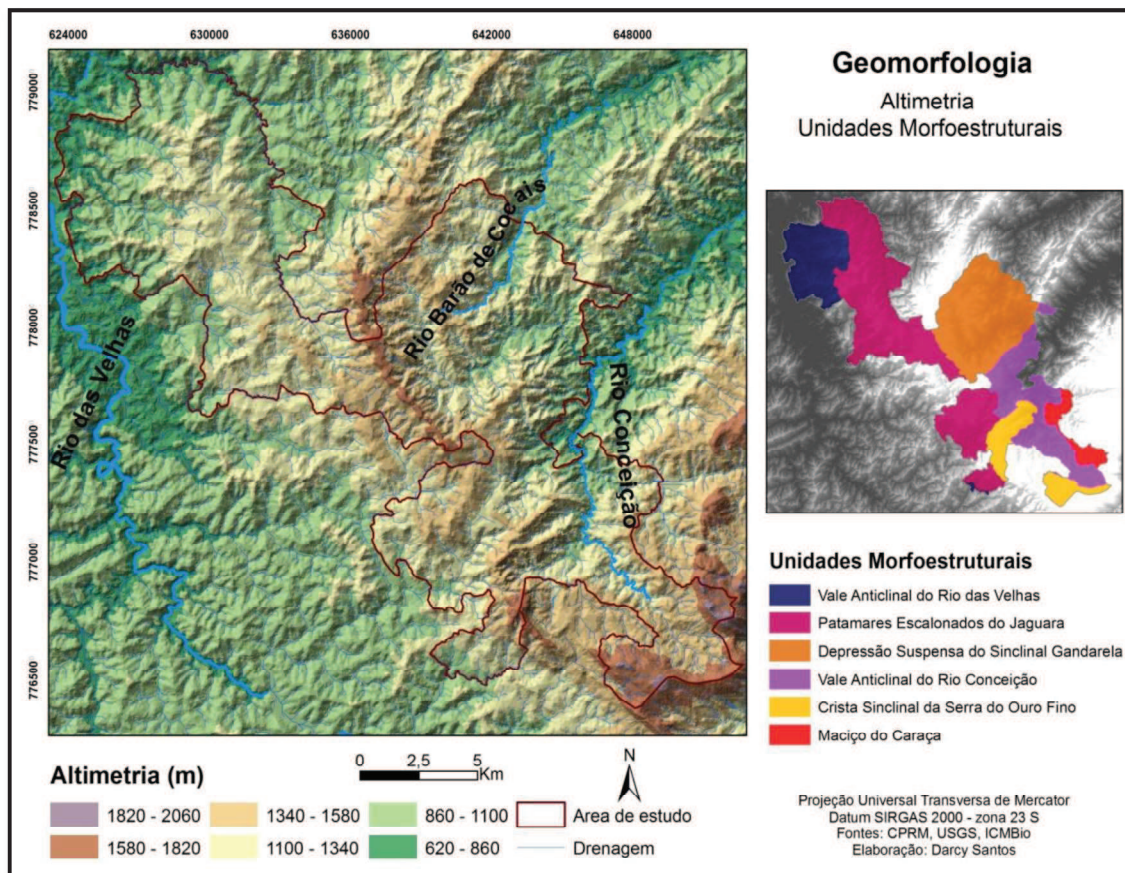 Geomorfologia
Altimetria
Unidades Morfoestruturais
624000 630000 636000 642000 648000
7790000
7785000
7780000
7775000
7770000
7765000
Rio das Velhas
Rio Barão de Cocais
Rio Conceição
Unidades Morfoestruturais
Vale Anticlinal do Rio das Velhas
Patamares Escalonados do Jaguara
Depressão Suspensa do Sinclinal Gandarela
Vale Anticlinal do Rio Conceição
Crista Sinclinal da Serra do Ouro Fino
Maciço do Caraça
Altimetria (m)
0 2,5 5
Km
N
1820 - 2060
1340 - 1580
860 - 1100
Area de estudo
1580 - 1820
1100 - 1340
620 - 860
Drenagem
Projeção Universal Transversa de Mercator
Datum SIRGAS 2000 - zona 23 S
Fontes: CPRM, USGS, ICMBio
Elaboração: Darcy Santos